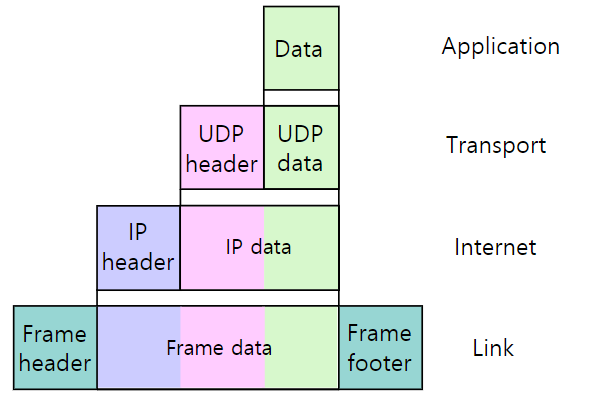 Data
Application
UDP
header
UDP
data
Transport
IP
header
IP data
Internet
Frame
header
Frame data
Frame
footer
Link